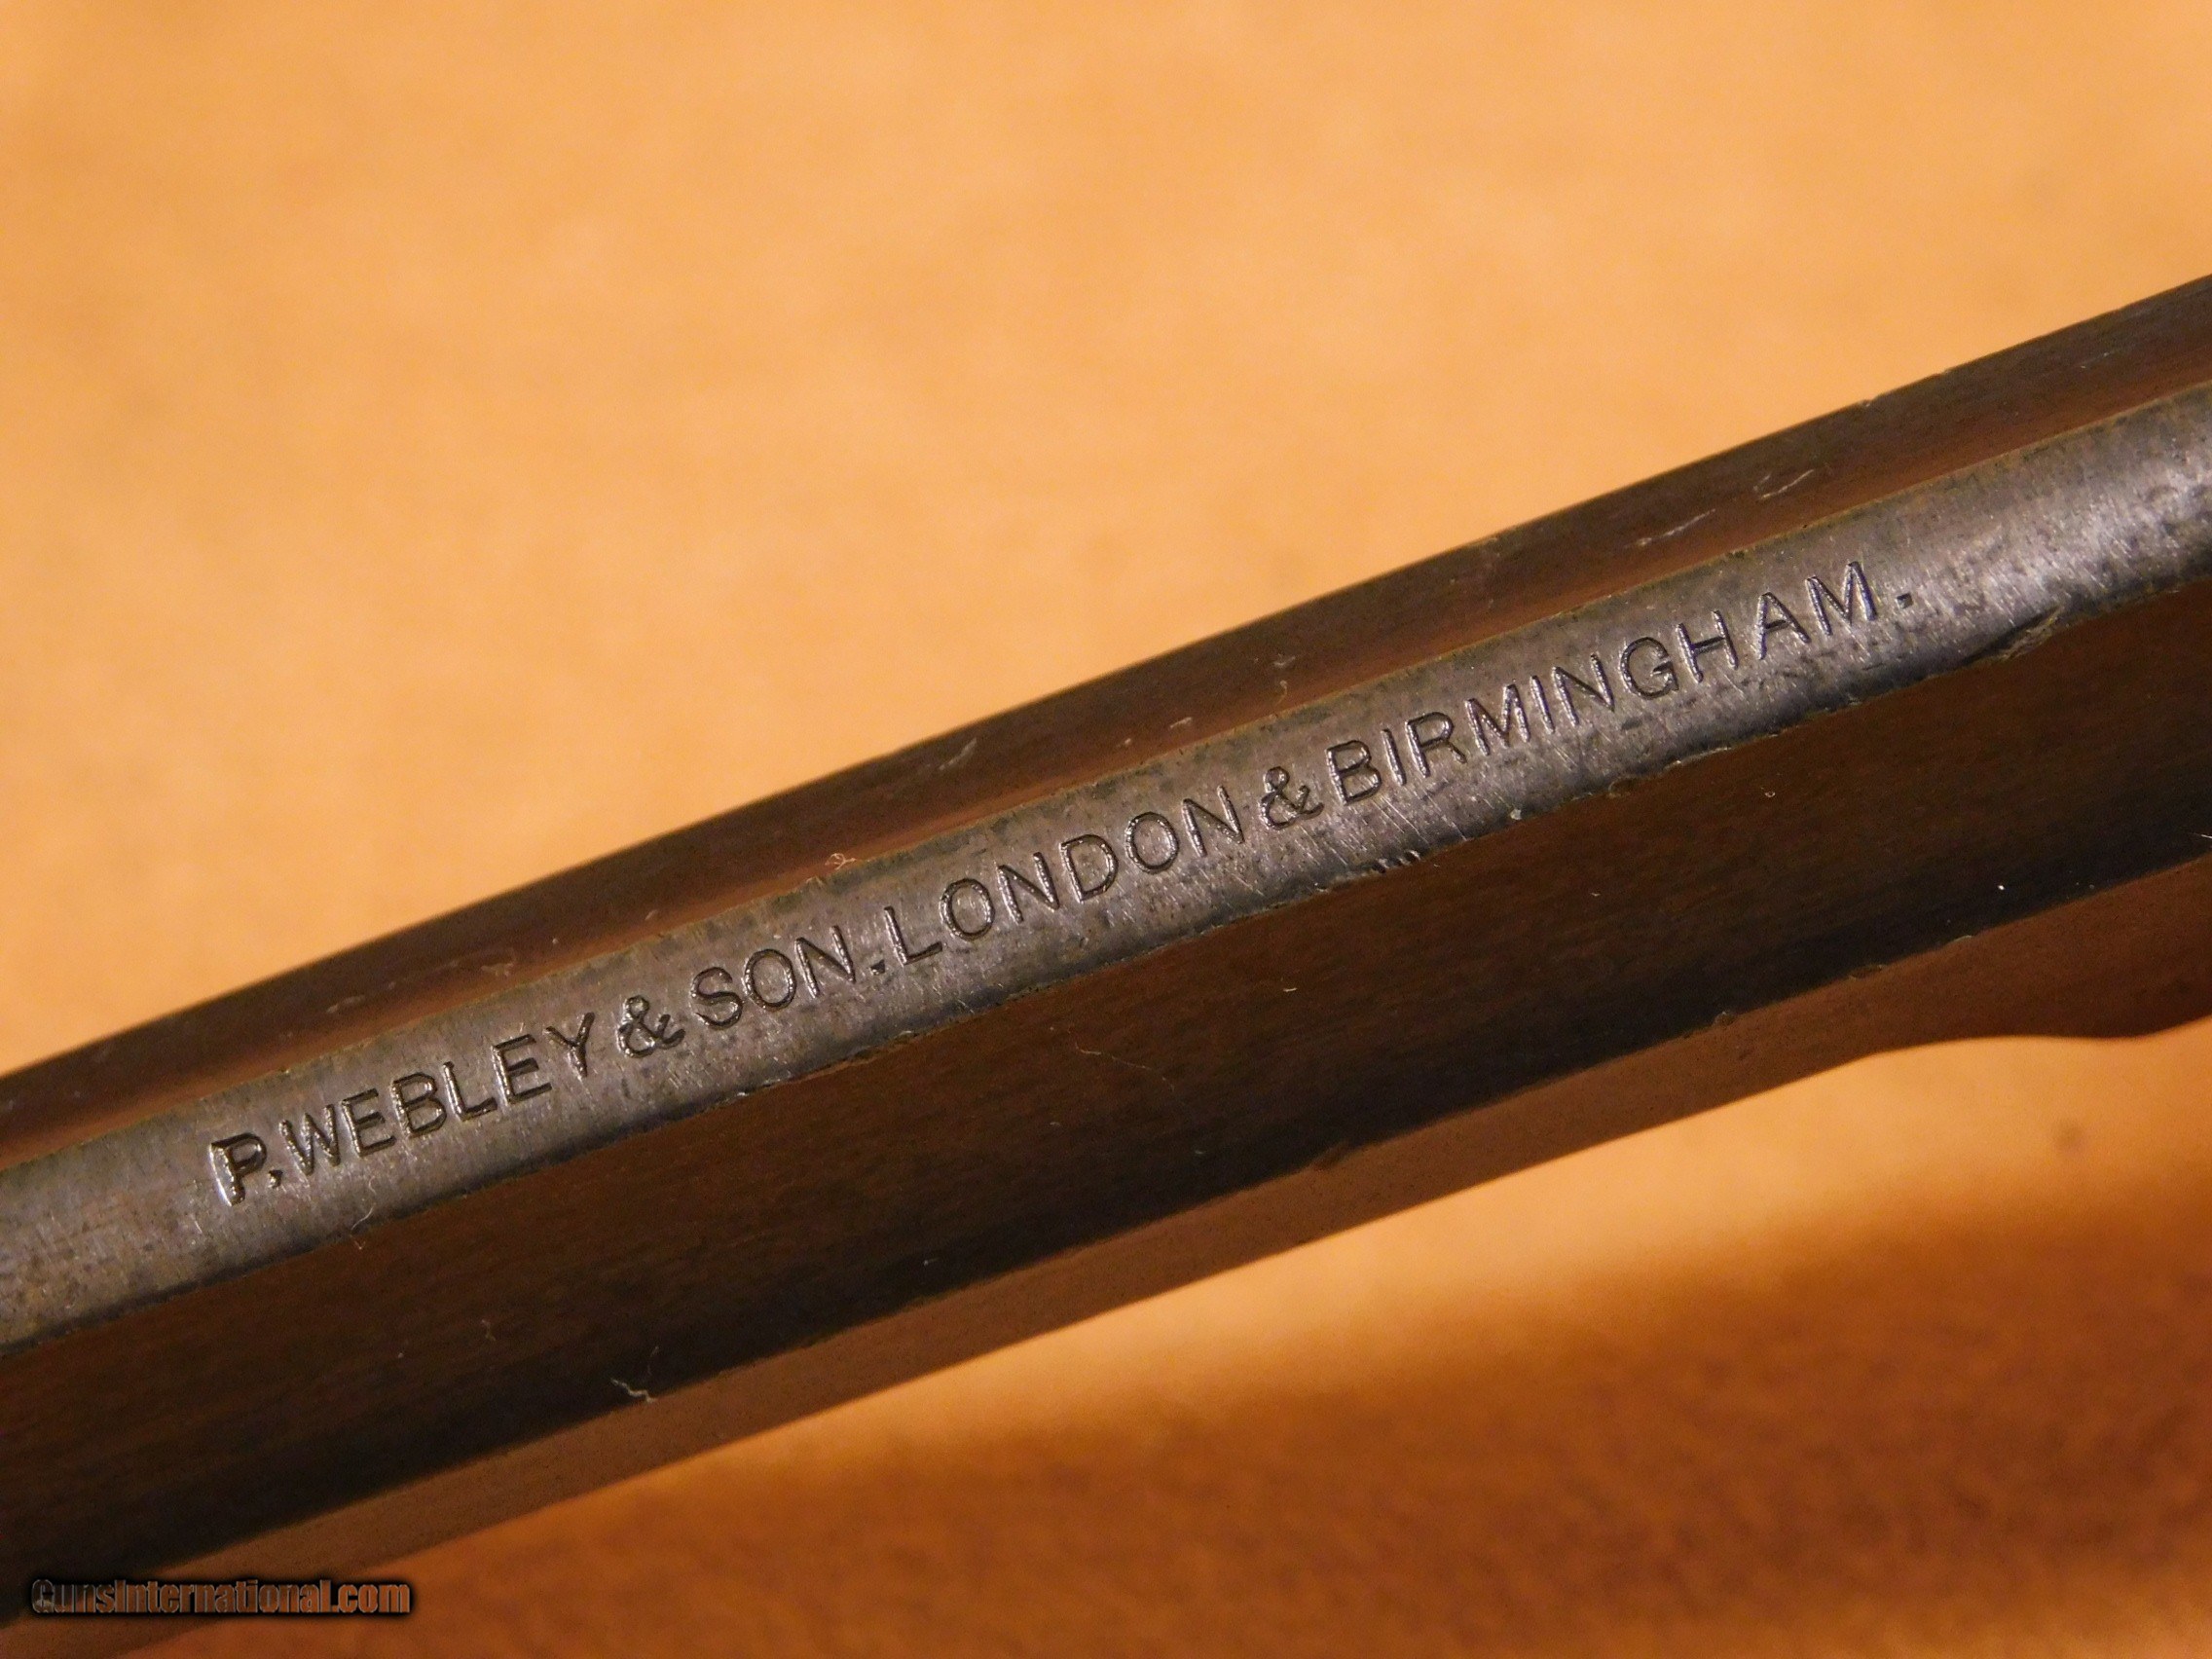 P. WEBLEY & SON. LONDON & BIRMINGHAM.
GunsInternational.com